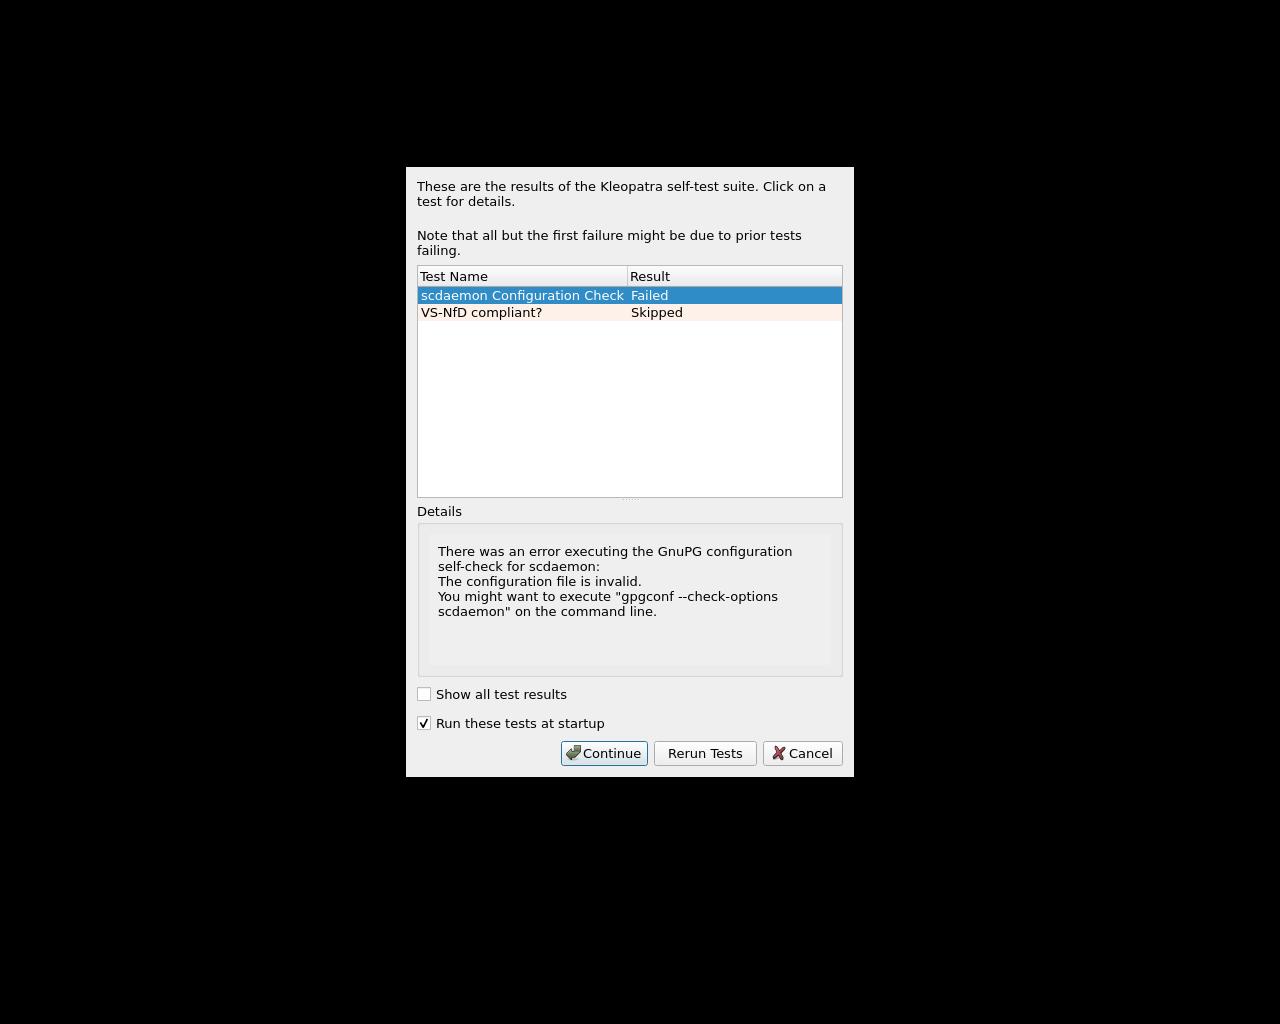 These are the results of the Kleopatra self-test suite. Click on a
test for details.
Note that all but the first failure might be due to prior tests
failing.
Test Name Result
scdaemon Configuration Check Failed
VS-NfD compliant? Skipped
Details
There was an error executing the GnuPG configuration
self-check for scdaemon:
The configuration file is invalid.
You might want to execute "gpgconf --check-options
scdaemon" on the command line.
Show all test results
Run these tests at startup
Continue Rerun Tests Cancel